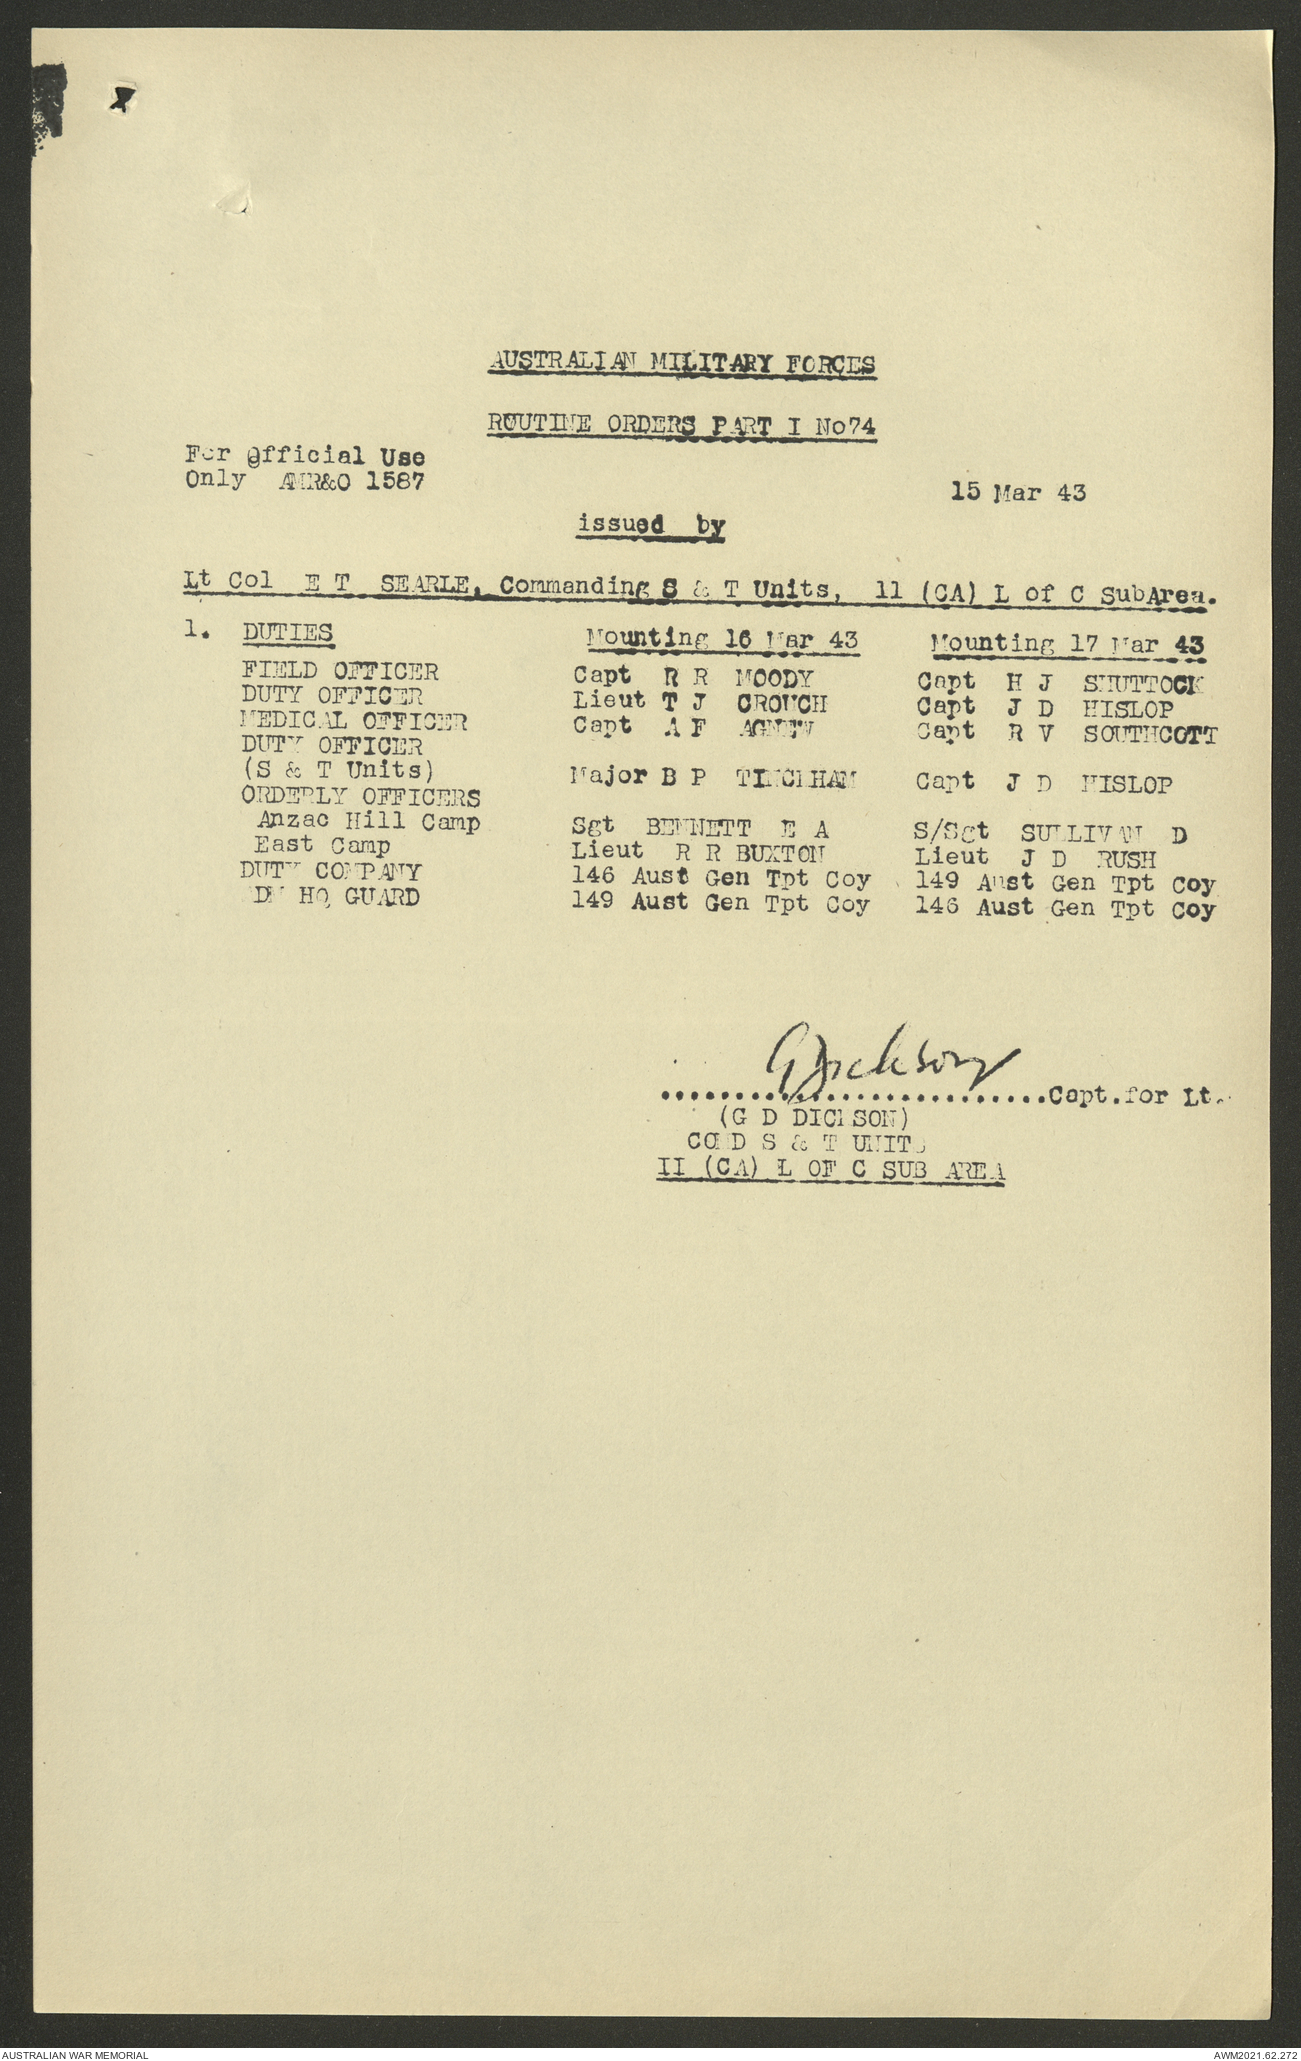 AUSTRALIAN MILITARY FORCES
ROUTINE ORDERS PART I No74
For Official Use
Only AMR&O 1587
15 Mar 43
issued by
Lt Col E T SEARLE, Commanding S & T Units, 11 (CA) L of C SubArea.
1. DUTIES Mounting 16 Mar 43 Mounting 17 Mar 43
FIELD OFFICER Capt R R MOODY Capt H J SHUTTOCK
DUTY OFFICER Lieut T J CROUCH Capt J D HISLOP
MEDICAL OFFICER Capt A F AGNEW Capt R V SOUTHCOTT
DUTY OFFICER
(S & T Units) Major B P Capt J D HISLOP
ORDERLY OFFICERS
Anzac Hill Camp Sgt BENNETT E A S/Sgt SULLIVAN D
East Camp Lieut R R BUXTON Lieut J D RUSH
DUTY COMPANY 146 Aust Gen Tpt Coy 149 Aust Gen Tpt Coy
HQ GUARD 149 Aust Gen Tpt Coy 146 Aust Gen Tpt Coy
GDickson
..............................Capt.for Lt.
(G D DICKSON)
COMD S & T UNITS
II (CA) L OF C SUB AREA
AUSTRALIAN WAR MEMORIAL
AWM2021.62.272